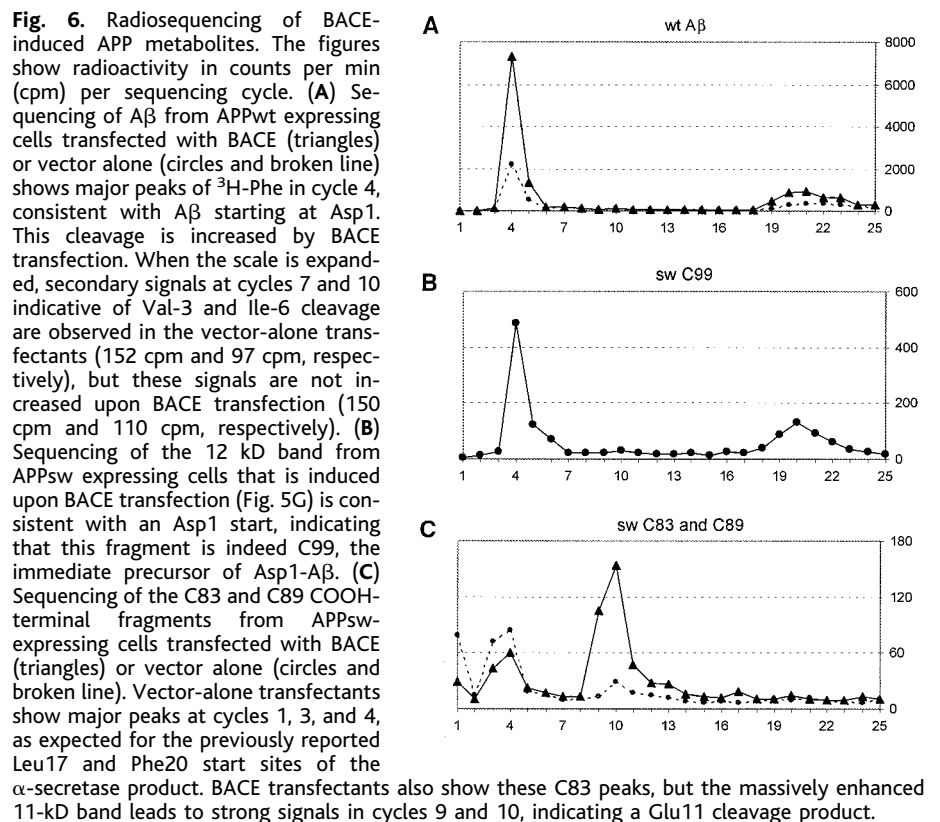 Fig. 6. Radiosequencing of BACE-
induced APP metabolites. The figures
show radioactivity in counts per min
(cpm) per sequencing cycle. (A) Se-
quencing of Aβ from APPwt expressing
cells transfected with BACE (triangles)
or vector alone (circles and broken line)
shows major peaks of ³H-Phe in cycle 4,
consistent with Aβ starting at Asp1.
This cleavage is increased by BACE
transfection. When the scale is expand-
ed, secondary signals at cycles 7 and 10
indicative of Val-3 and Ile-6 cleavage
are observed in the vector-alone trans-
fectants (152 cpm and 97 cpm, respec-
tively), but these signals are not in-
creased upon BACE transfection (150
cpm and 110 cpm, respectively). (B)
Sequencing of the 12 kD band from
APPsw expressing cells that is induced
upon BACE transfection (Fig. 5G) is con-
sistent with an Asp1 start, indicating
that this fragment is indeed C99, the
immediate precursor of Asp1-Aβ. (C)
Sequencing of the C83 and C89 COOH-
terminal fragments from APPsw-
expressing cells transfected with BACE
(triangles) or vector alone (circles and
broken line). Vector-alone transfectants
show major peaks at cycles 1, 3, and 4,
as expected for the previously reported
Leu17 and Phe20 start sites of the
α-secretase product. BACE transfectants also show these C83 peaks, but the massively enhanced
11-kD band leads to strong signals in cycles 9 and 10, indicating a Glu11 cleavage product.
A
wt Aβ
8000
6000
4000
2000
0
1 4 7 10 13 16 19 22 25
B
sw C99
600
400
200
0
1 4 7 10 13 16 19 22 25
C
sw C83 and C89
180
120
60
0
1 4 7 10 13 16 19 22 25